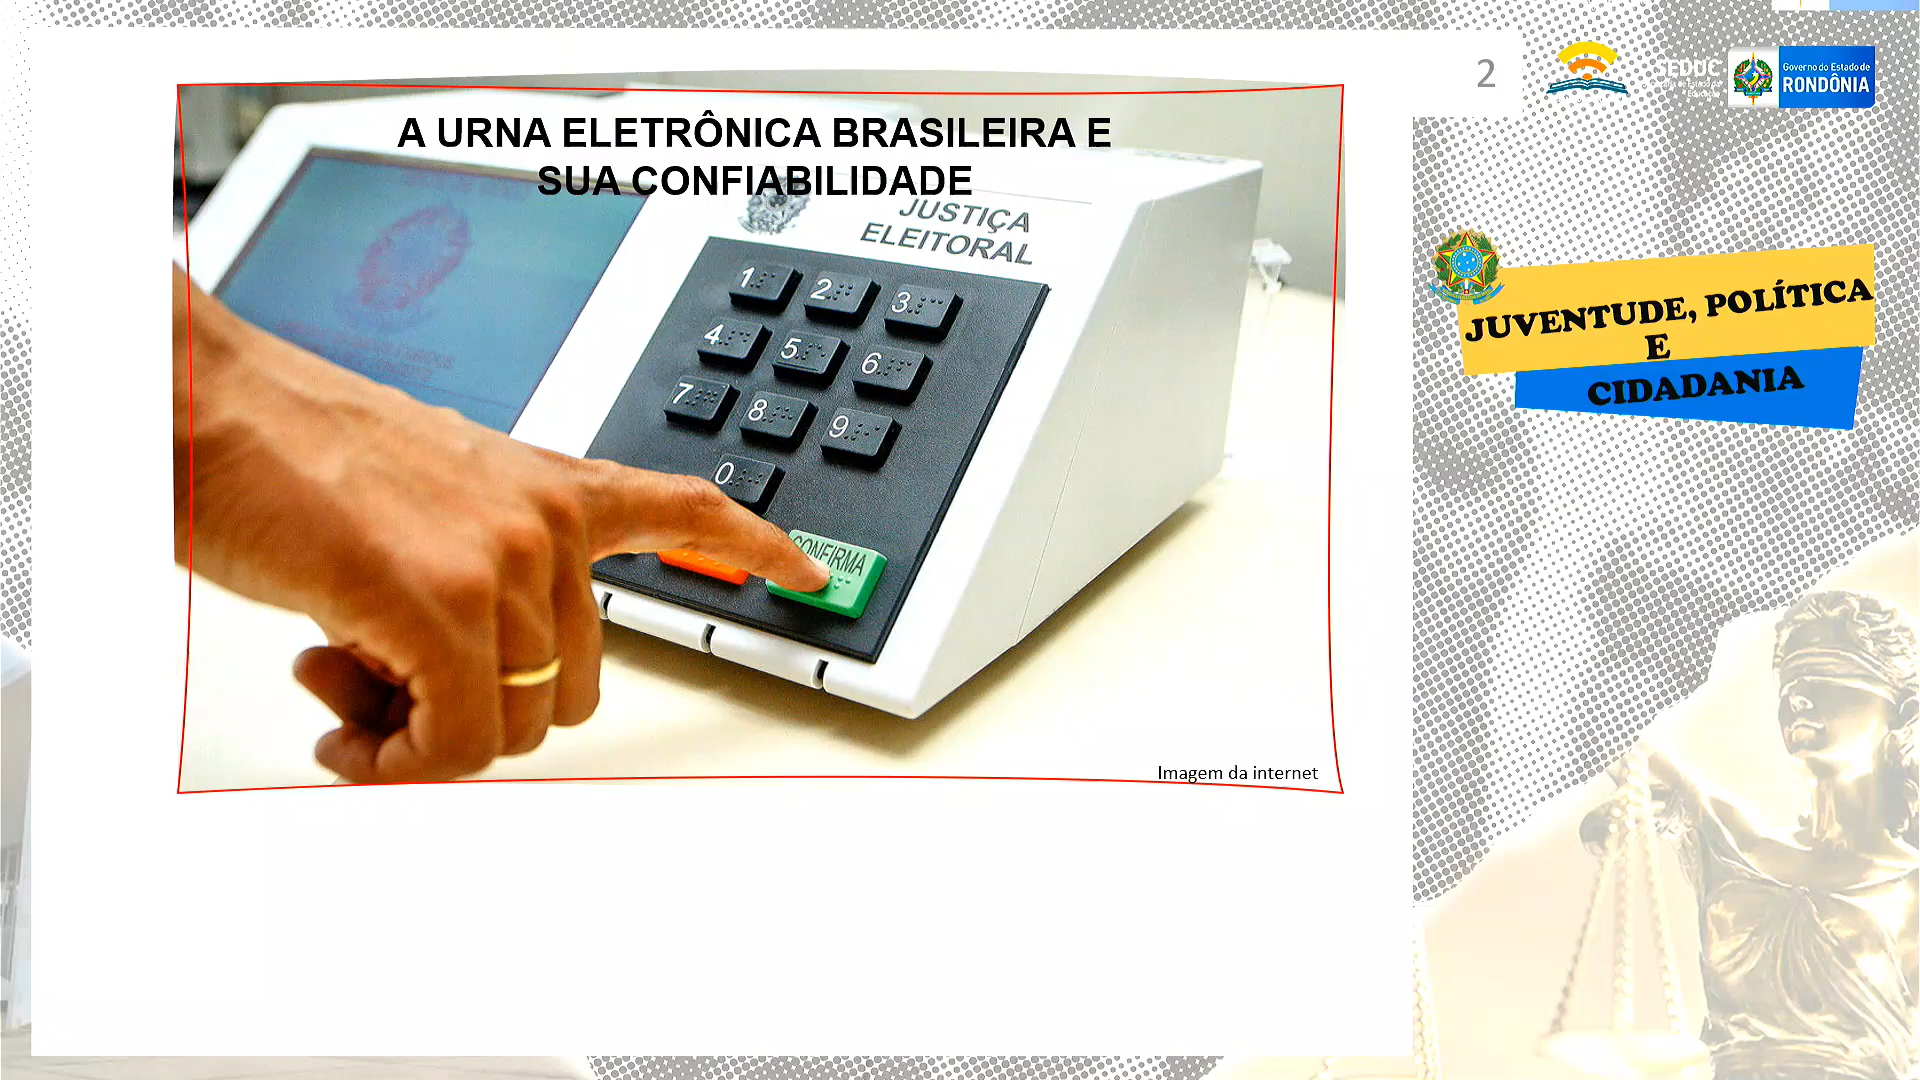 A URNA ELETRÔNICA BRASILEIRA E
SUA CONFIABILIDADE
JUSTIÇA
ELEITORAL
1
2
3
4
5
6
7
8
9
0
CONFIRMA
Imagem da internet
2
SEDUC
Governo do Estado de
RONDÔNIA
JUVENTUDE, POLÍTICA
E
CIDADANIA